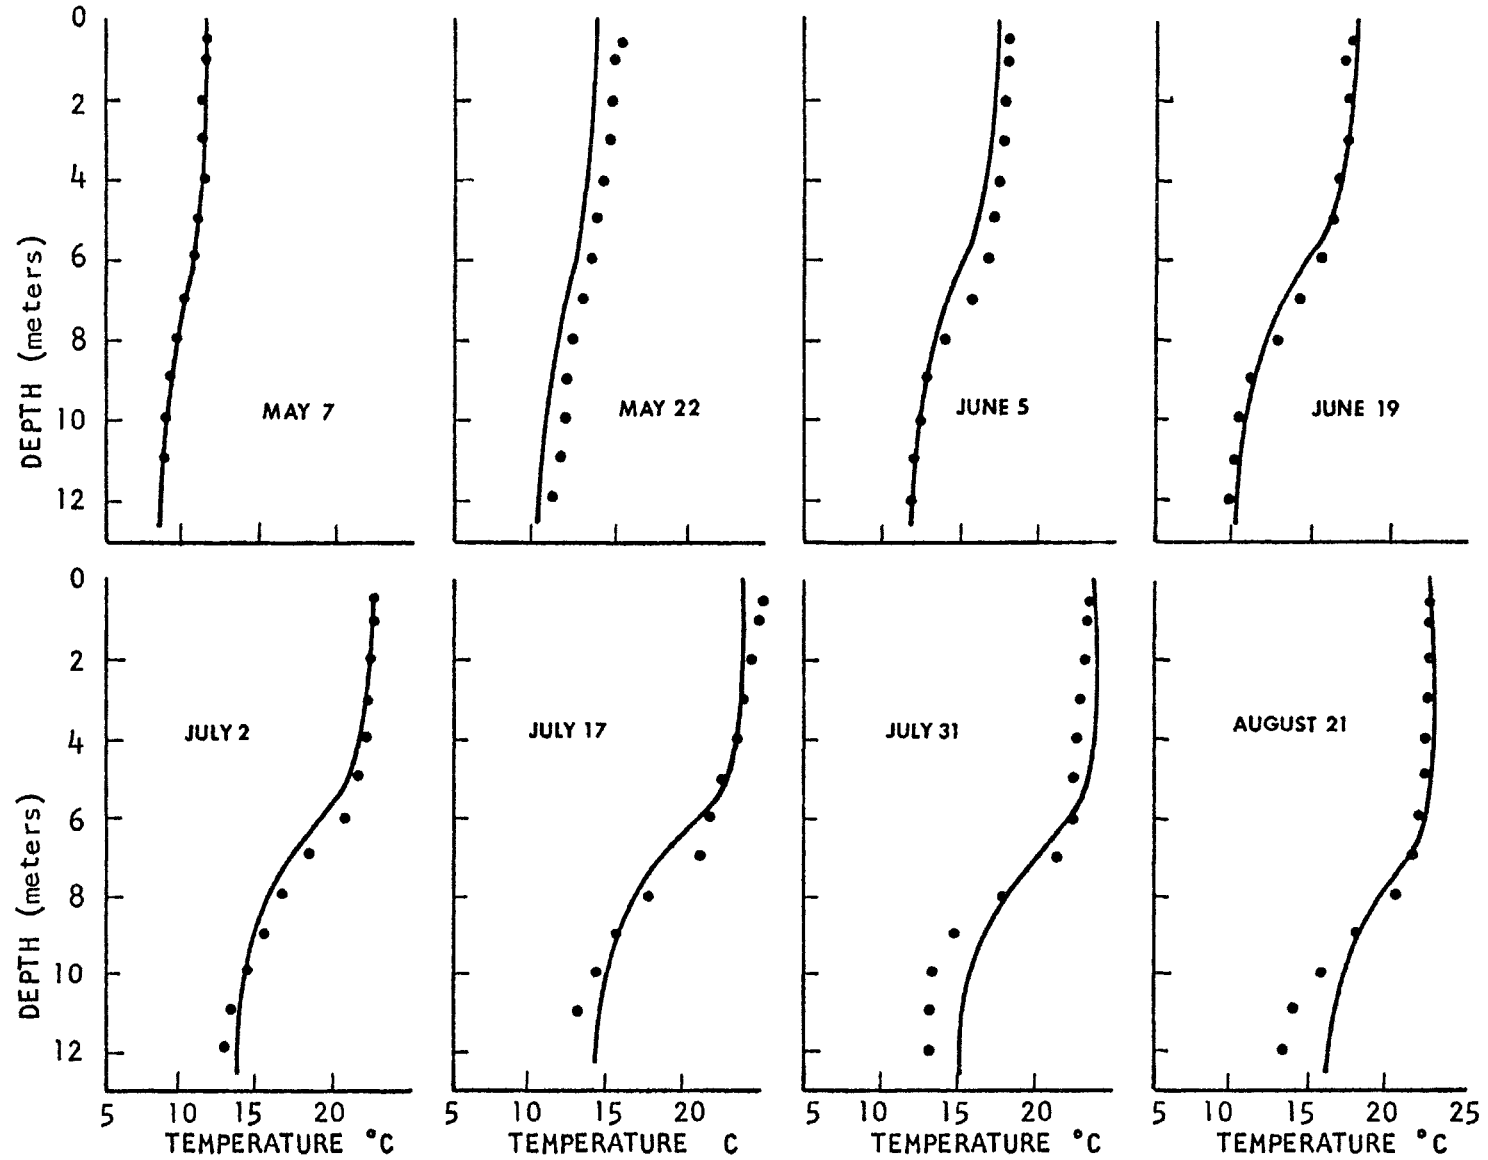 0
2
4
6
8
10
12
DEPTH (meters)
MAY 7
MAY 22
JUNE 5
JUNE 19
0
2
4
6
8
10
12
DEPTH (meters)
JULY 2
JULY 17
JULY 31
AUGUST 21
5 10 15 20
5 10 15 20
5 10 15 20
5 10 15 20 25
TEMPERATURE °C
TEMPERATURE C
TEMPERATURE °C
TEMPERATURE °C